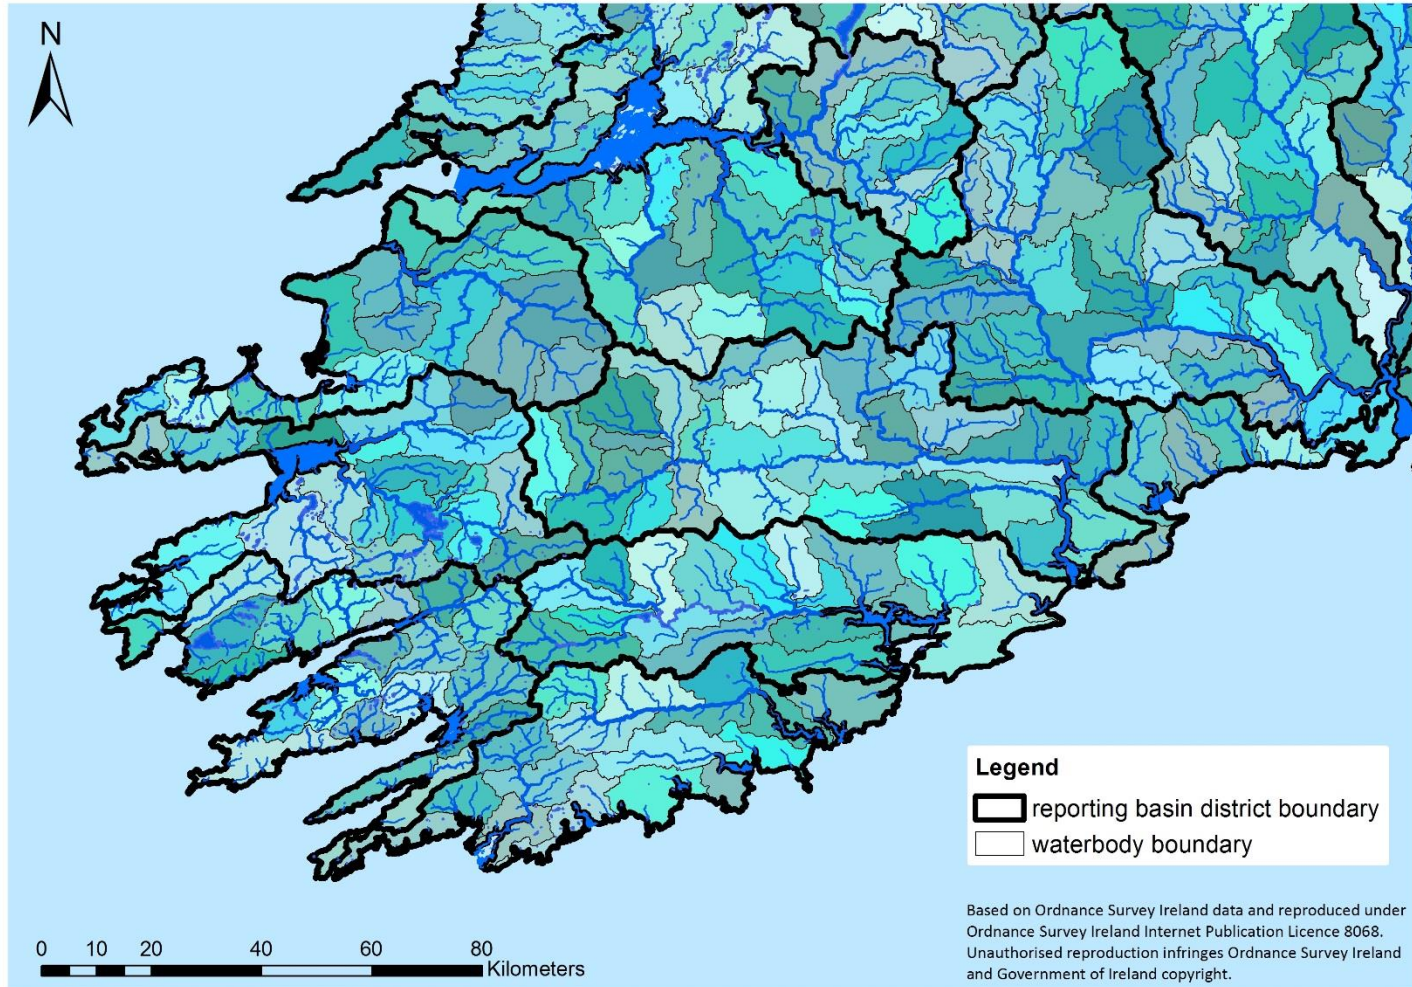 N
Legend
reporting basin district boundary
waterbody boundary
Based on Ordnance Survey Ireland data and reproduced under
Ordnance Survey Ireland Internet Publication Licence 8068.
Unauthorised reproduction infringes Ordnance Survey Ireland
and Government of Ireland copyright.
0 10 20 40 60 80
Kilometers